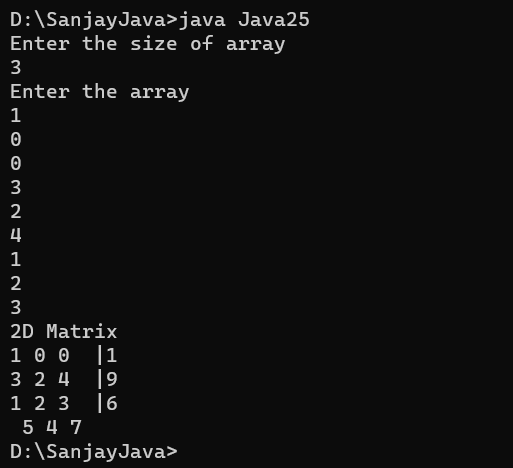 D:\SanjayJava>java Java25
Enter the size of array
3
Enter the array
1
0
0
3
2
4
1
2
3
2D Matrix
1 0 0  |1
3 2 4  |9
1 2 3  |6
 5 4 7
D:\SanjayJava>